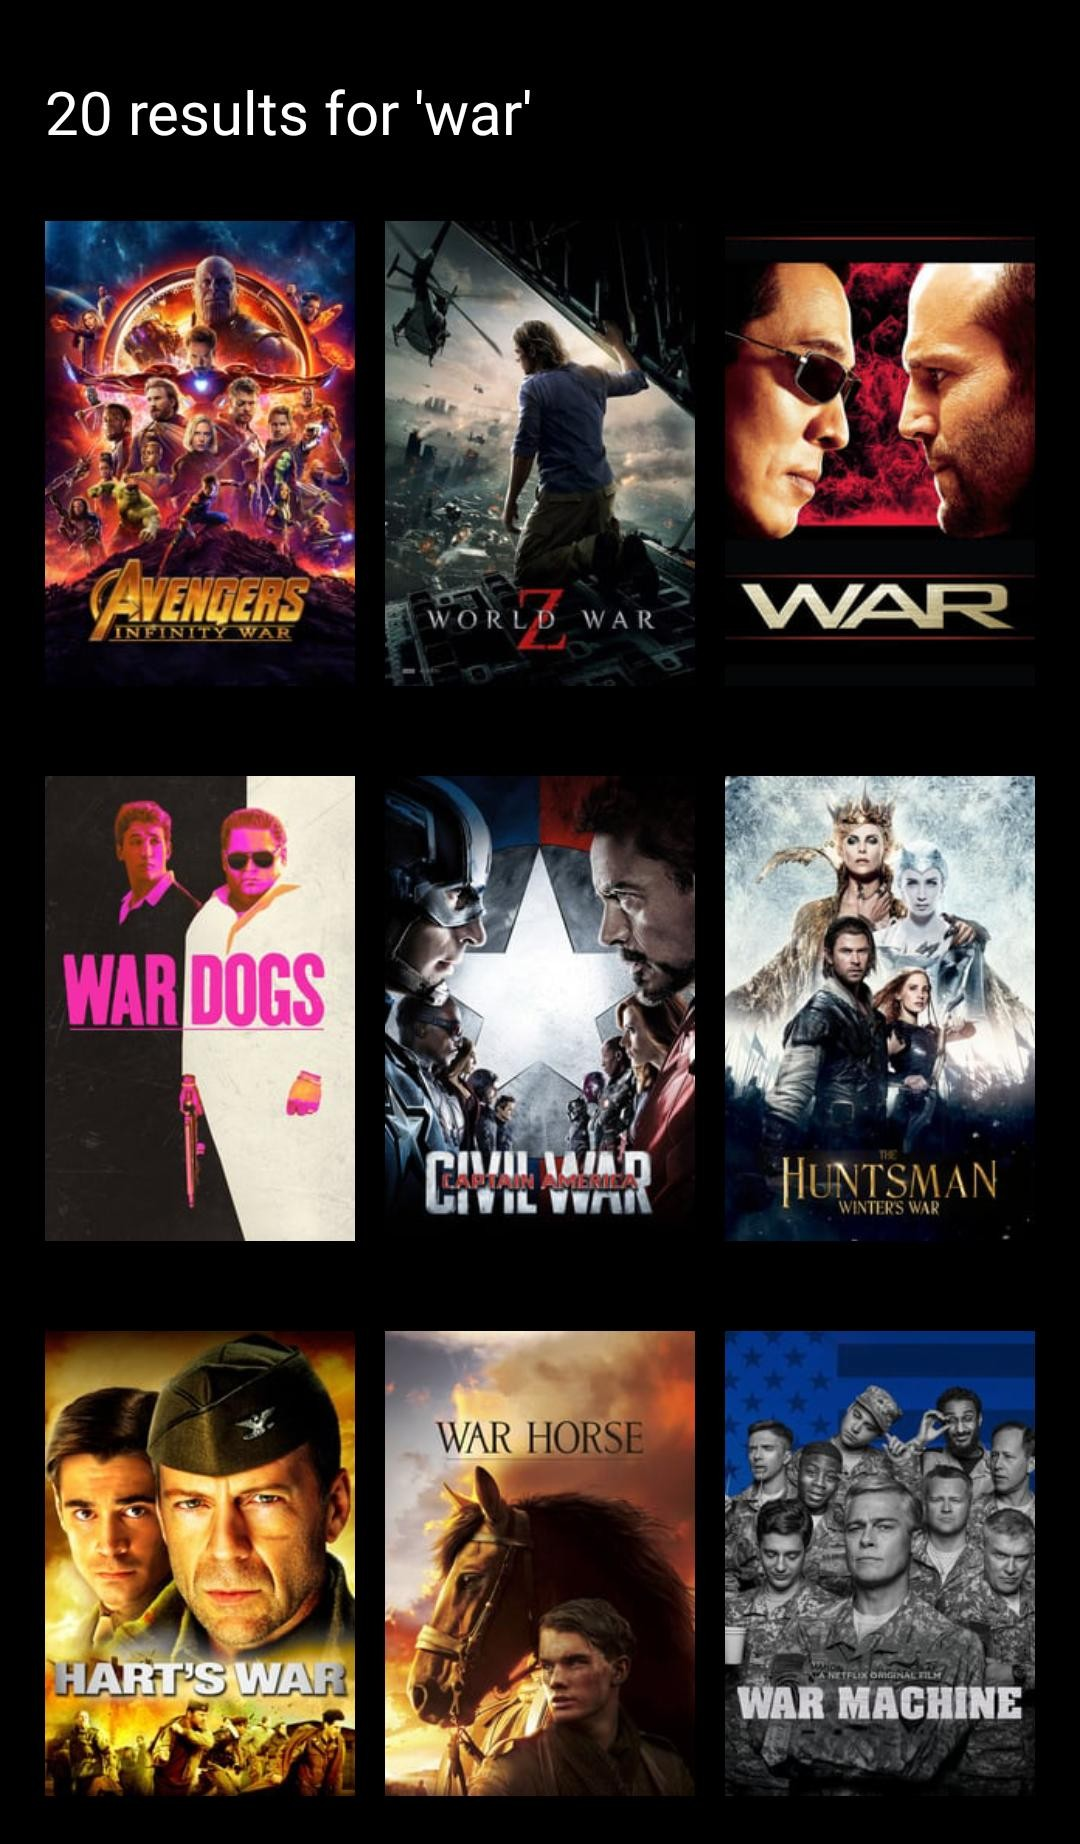 20 results for 'war'
AVENGERS
INFINITY WAR
WORLD WAR
Z
WAR
WAR DOGS
CIVIL WAR
CAPTAIN AMERICA
THE
HUNTSMAN
WINTER'S WAR
HART'S WAR
WAR HORSE
A NETFLIX ORIGINAL FILM
WAR MACHINE